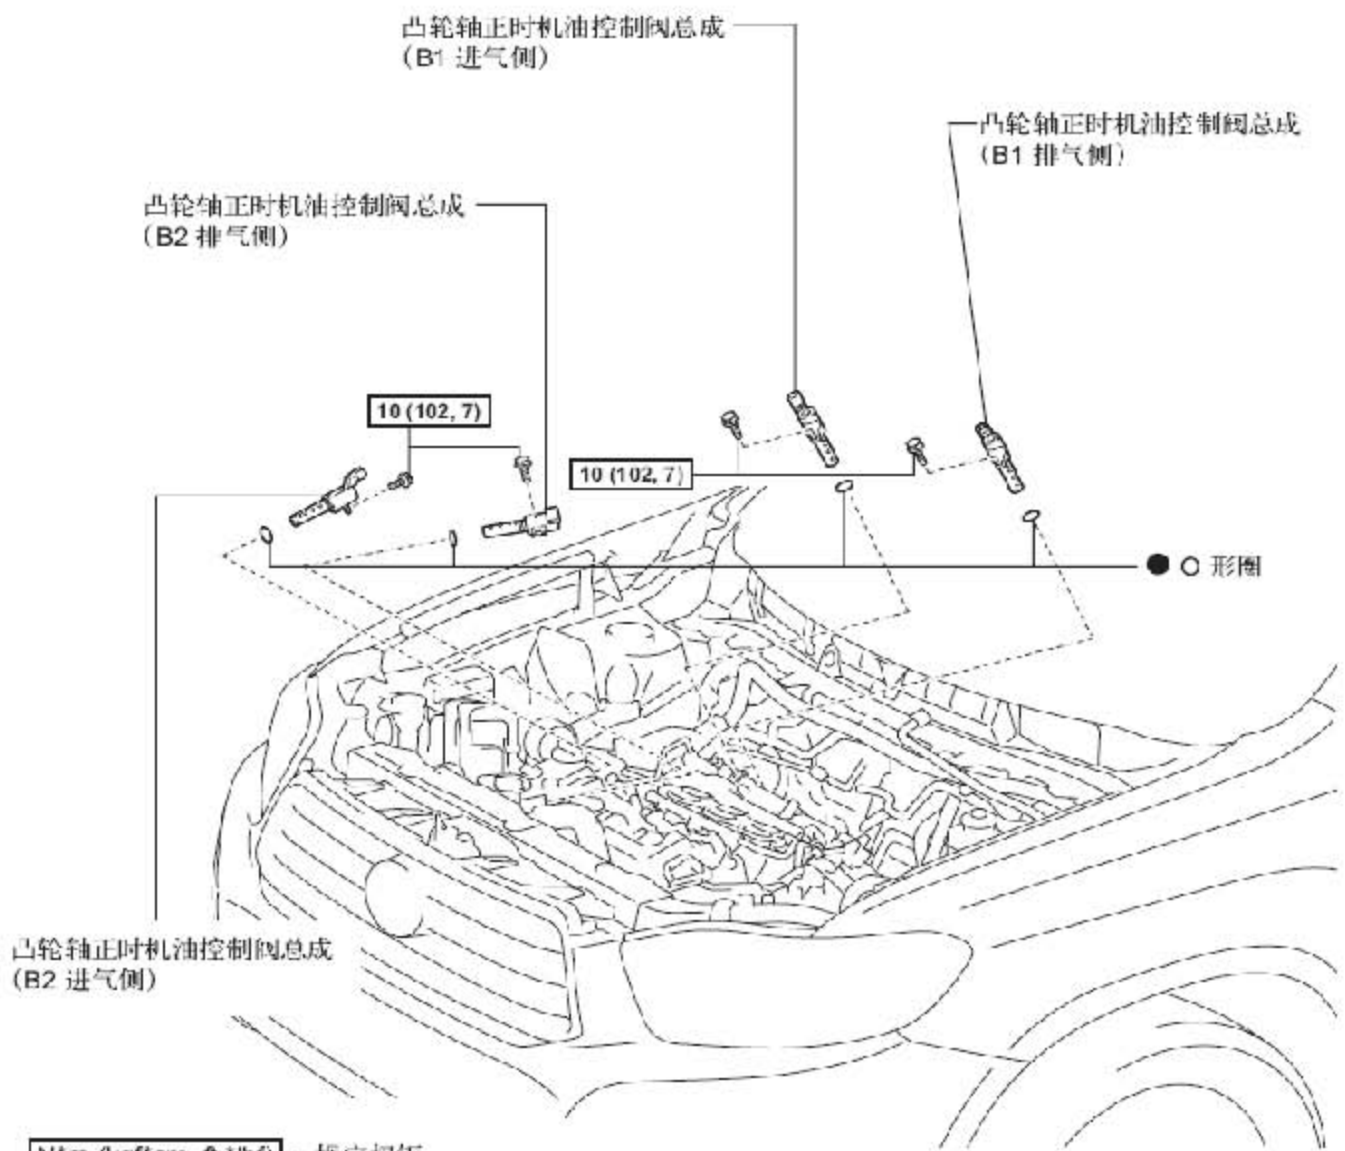 凸轮轴正时机油控制阀总成
(B1 进气侧)
凸轮轴正时机油控制阀总成
(B1 排气侧)
凸轮轴正时机油控制阀总成
(B2 排气侧)
10 (102, 7)
10 (102, 7)
● O 形圈
凸轮轴正时机油控制阀总成
(B2 进气侧)